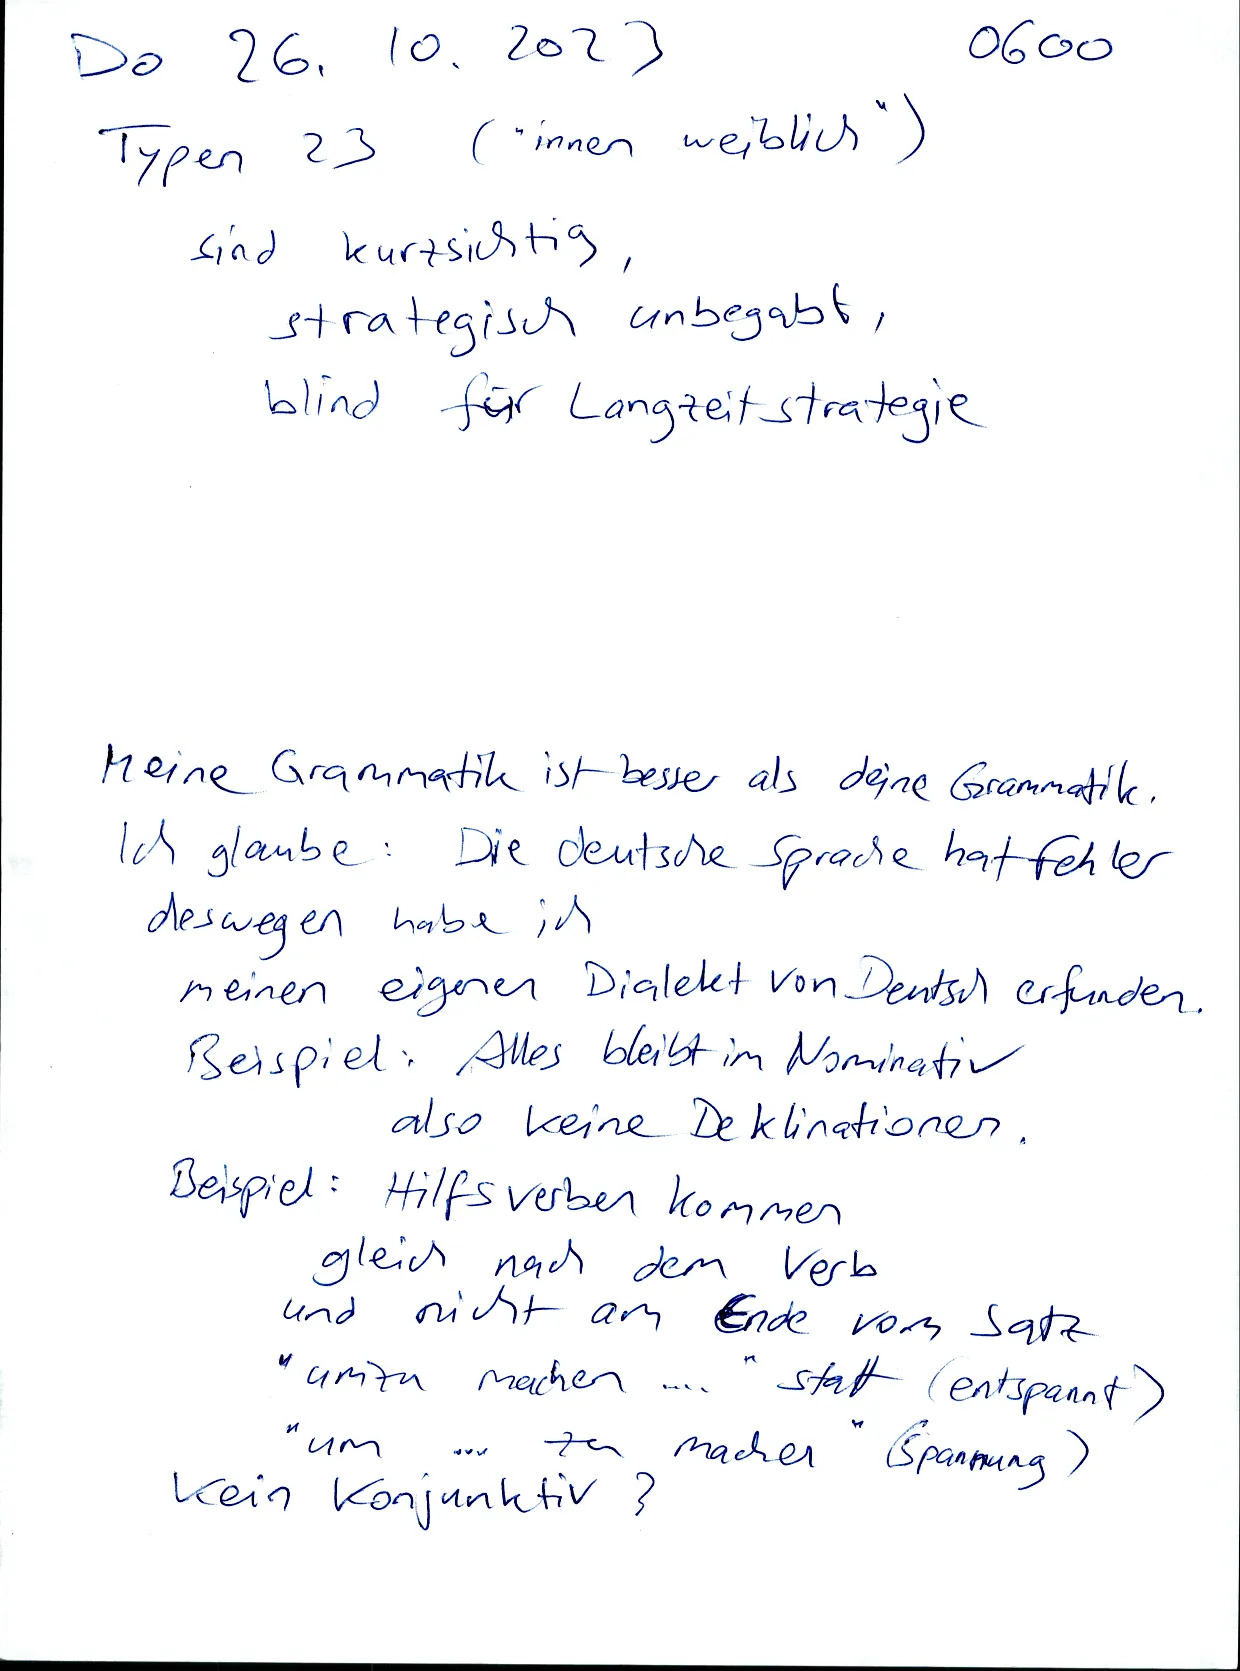 Do 26. 10. 2023 0600
Typen 23 ("innen weiblich")
sind kurzsichtig,
strategisch unbegabt,
blind für Langzeitstrategie
Meine Grammatik ist besser als deine Grammatik.
Ich glaube: Die deutsche Sprache hat Fehler
deswegen habe ich
meinen eigenen Dialekt von Deutsch erfunden.
Beispiel: Alles bleibt im Nominativ
also keine Deklinationen.
Beispiel: Hilfsverben kommen
gleich nach dem Verb
und nicht am Ende vom Satz
"umzu machen ...." statt (entspannt)
"um ... zu machen" (Spannung)
Kein Konjunktiv ?